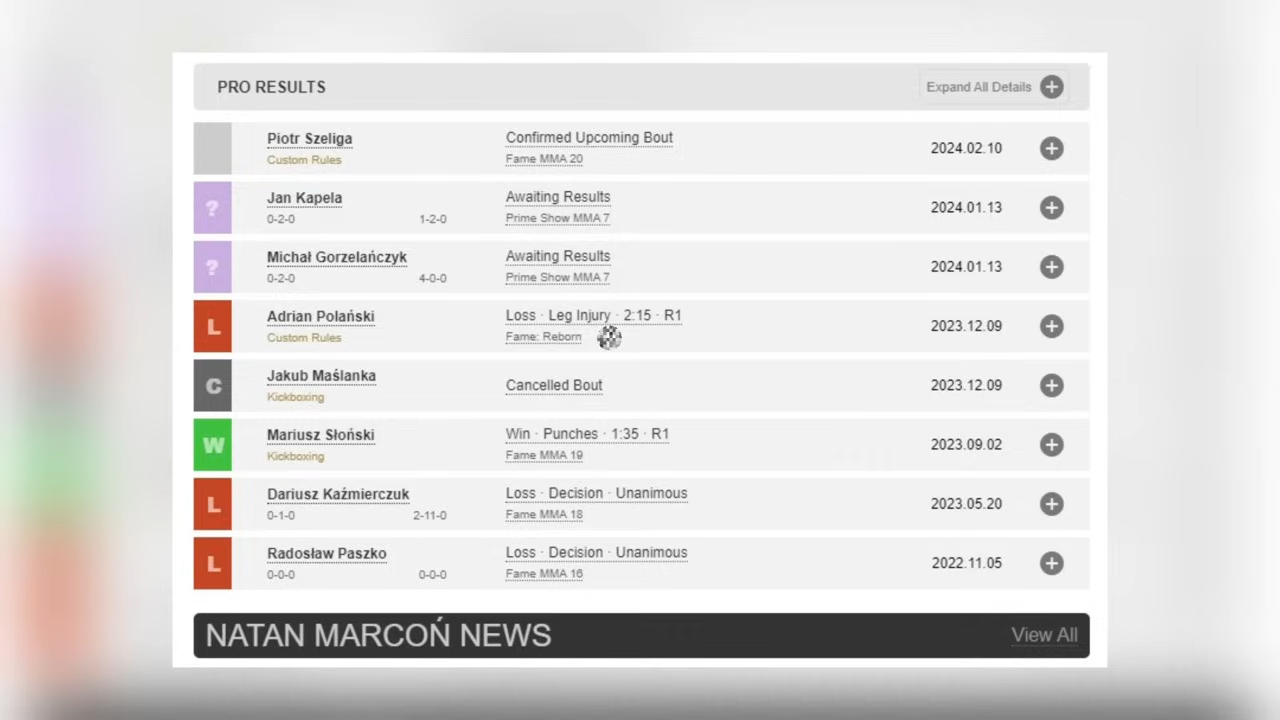 PRO RESULTS
Expand All Details
Piotr Szeliga
Custom Rules
Confirmed Upcoming Bout
Fame MMA 20
2024.02.10
?
Jan Kapela
0-2-0 1-2-0
Awaiting Results
Prime Show MMA 7
2024.01.13
?
Michał Gorzelańczyk
0-2-0 4-0-0
Awaiting Results
Prime Show MMA 7
2024.01.13
L
Adrian Polański
Custom Rules
Loss · Leg Injury · 2:15 · R1
Fame: Reborn
2023.12.09
C
Jakub Maślanka
Kickboxing
Cancelled Bout
2023.12.09
W
Mariusz Słoński
Kickboxing
Win · Punches · 1:35 · R1
Fame MMA 19
2023.09.02
L
Dariusz Kaźmierczuk
0-1-0 2-11-0
Loss · Decision · Unanimous
Fame MMA 18
2023.05.20
L
Radosław Paszko
0-0-0 0-0-0
Loss · Decision · Unanimous
Fame MMA 16
2022.11.05
NATAN MARCOŃ NEWS
View All